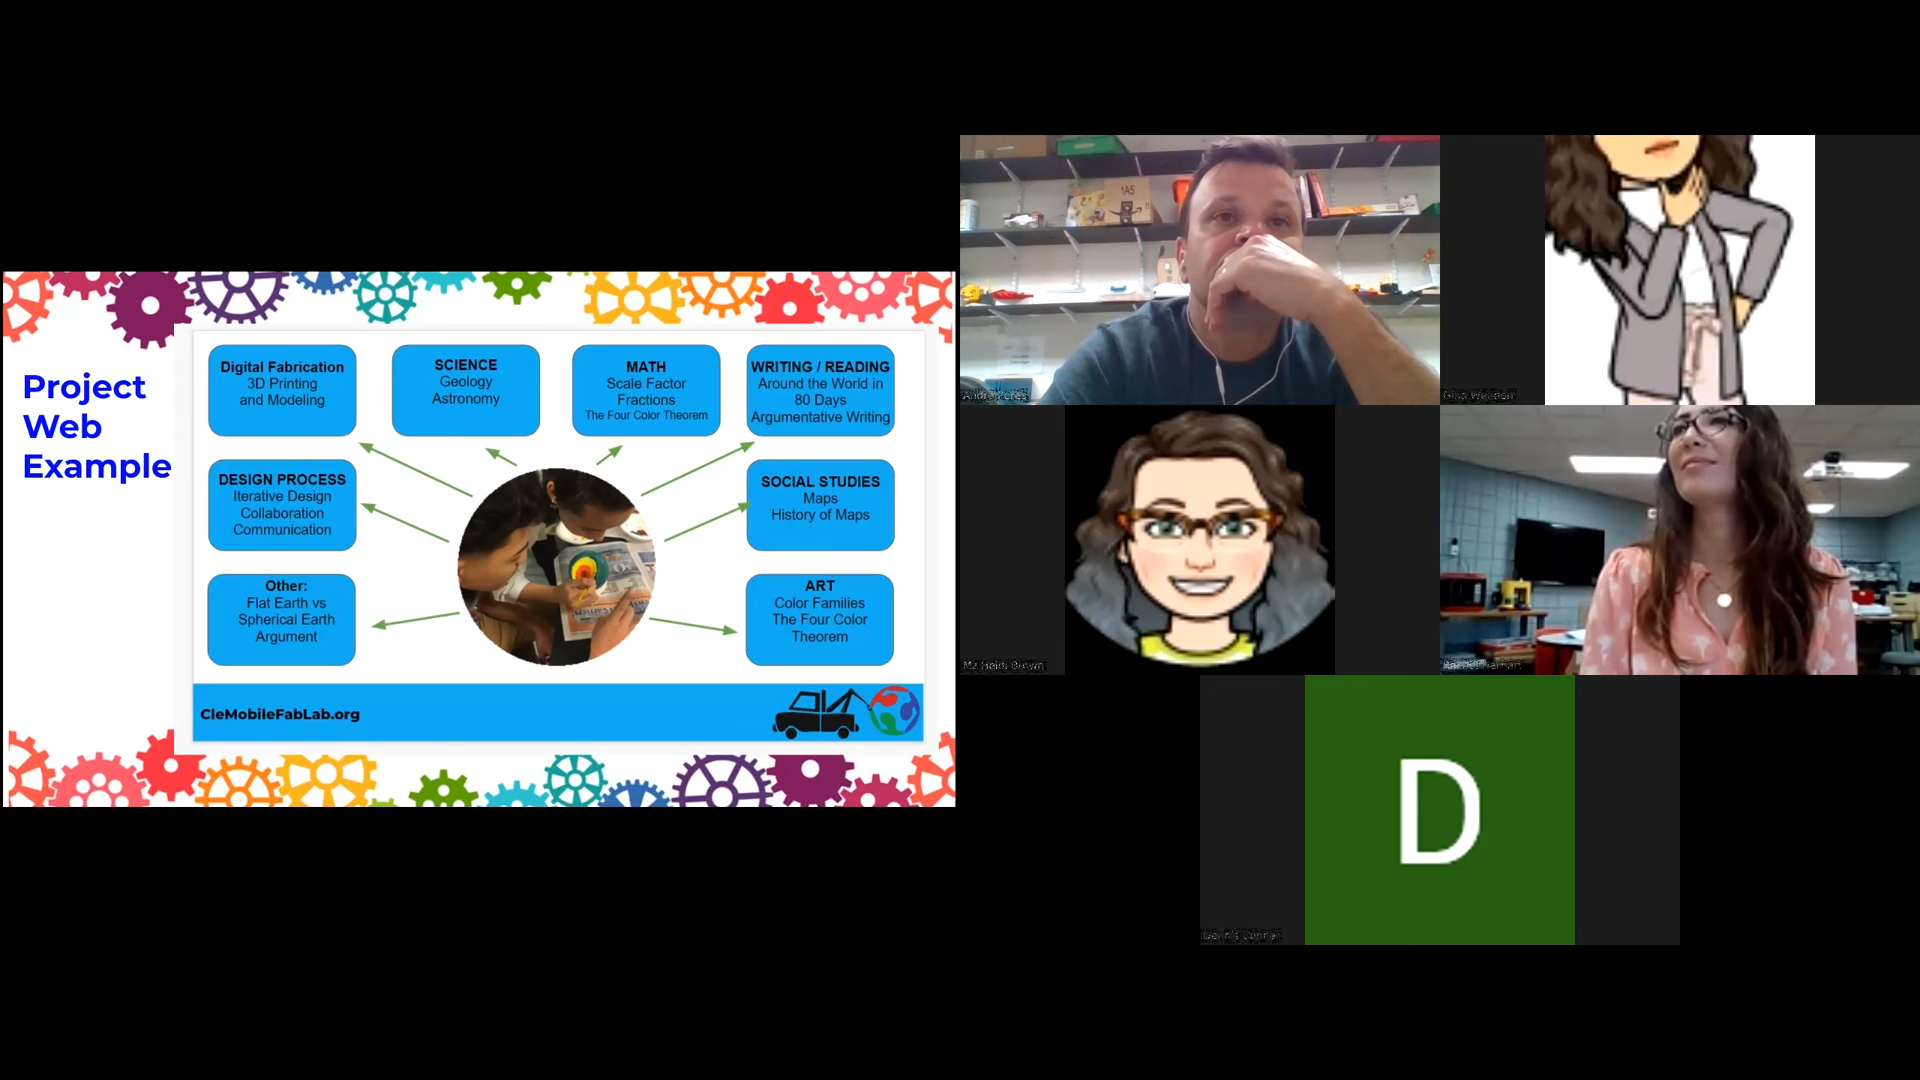 Project
Web
Example
Digital Fabrication
3D Printing
and Modeling
SCIENCE
Geology
Astronomy
MATH
Scale Factor
Fractions
The Four Color Theorem
WRITING / READING
Around the World in
80 Days
Argumentative Writing
DESIGN PROCESS
Iterative Design
Collaboration
Communication
SOCIAL STUDIES
Maps
History of Maps
Other:
Flat Earth vs
Spherical Earth
Argument
ART
Color Families
The Four Color
Theorem
CleMobileFabLab.org
1A5
Heidi Brown
D